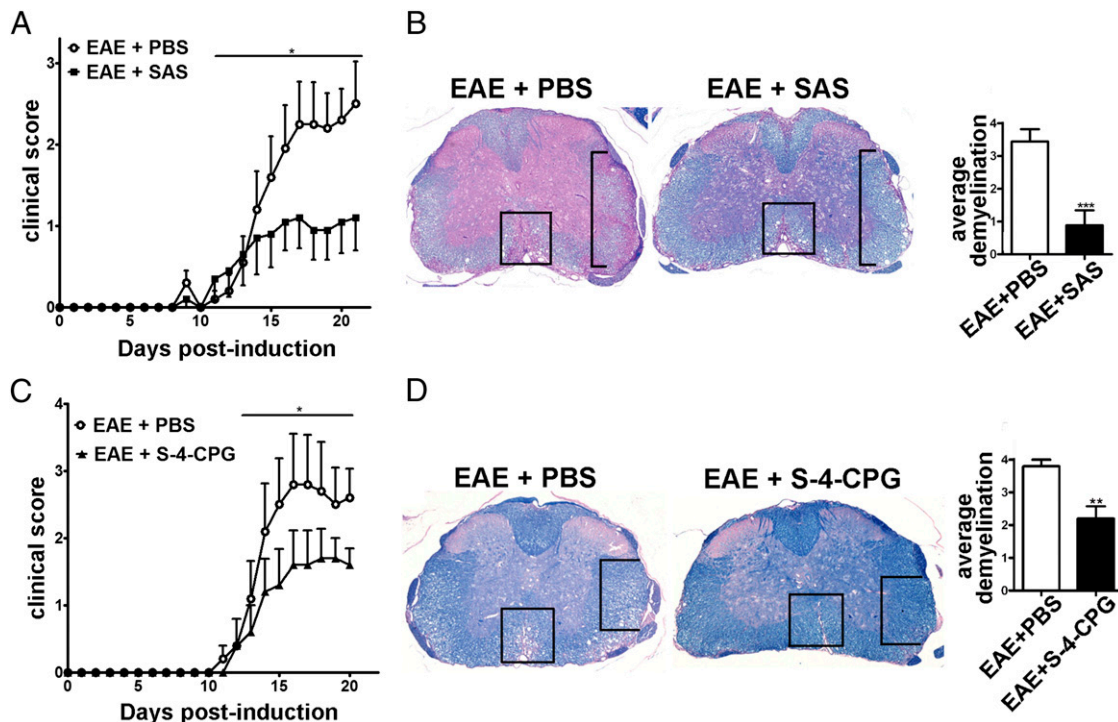 A
EAE + PBS
EAE + SAS
*
clinical score
3
2
1
0
0 5 10 15 20
Days post-induction
B
EAE + PBS
EAE + SAS
average
demyelination
4
3
2
1
0
***
EAE+PBS
EAE+SAS
C
EAE + PBS
EAE + S-4-CPG
*
clinical score
4
3
2
1
0
0 5 10 15 20
Days post-induction
D
EAE + PBS
EAE + S-4-CPG
average
demyelination
4
3
2
1
0
**
EAE+PBS
EAE+S-4-CPG